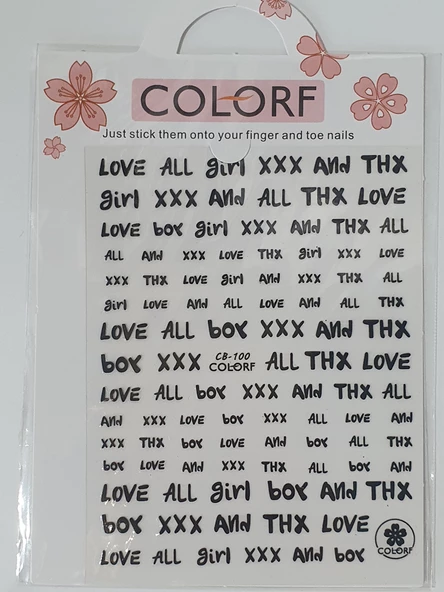 COLORF
Just stick them onto your finger and toe nails
LOVE ALL girl XXX And THX
girl XXX And ALL THX LOVE
LOVE boy girl XXX And THX ALL
ALL And XXX LOVE THX girl XXX LOVE
XXX THX LOVE girl And XXX THX ALL
girl LOVE And ALL LOVE And ALL THX
LOVE ALL boy XXX And THX
boy XXX CB-100 COLORF ALL THX LOVE
LOVE ALL boy XXX And THX ALL
And XXX LOVE boy XXX ALL LOVE And
XXX THX boy LOVE And boy ALL THX
boy LOVE And XXX THX ALL boy And
LOVE ALL girl boy And THX
boy XXX And THX LOVE
COLORF
LOVE ALL girl XXX And boy